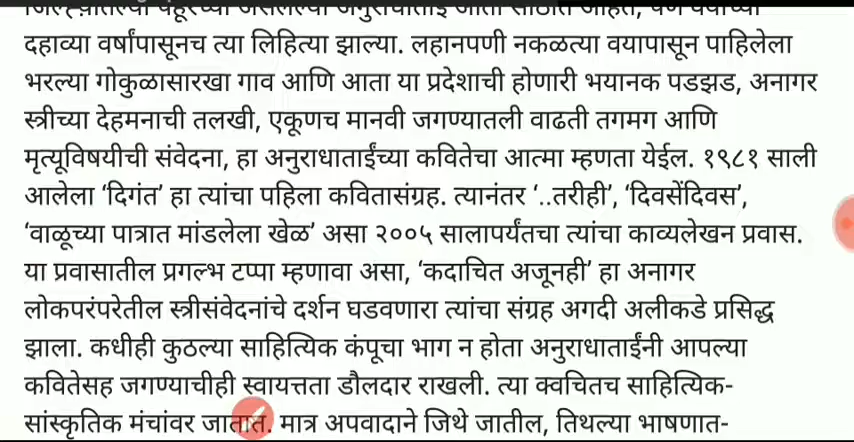 दहाव्या वर्षांपासूनच त्या लिहित्या झाल्या. लहानपणी नकळत्या वयापासून पाहिलेला
भरल्या गोकुळासारखा गाव आणि आता या प्रदेशाची होणारी भयानक पडझड, अनागर
स्त्रीच्या देहमनाची तलखी, एकूणच मानवी जगण्यातली वाढती तगमग आणि
मृत्यूविषयीची संवेदना, हा अनुराधाताईंच्या कवितेचा आत्मा म्हणता येईल. १९८१ साली
आलेला ‘दिगंत’ हा त्यांचा पहिला कवितासंग्रह. त्यानंतर ‘..तरीही’, ‘दिवसेंदिवस’,
‘वाळूच्या पात्रात मांडलेला खेळ’ असा २००५ सालापर्यंतचा त्यांचा काव्यलेखन प्रवास.
या प्रवासातील प्रगल्भ टप्पा म्हणावा असा, ‘कदाचित अजूनही’ हा अनागर
लोकपरंपरेतील स्त्रीसंवेदनांचे दर्शन घडवणारा त्यांचा संग्रह अगदी अलीकडे प्रसिद्ध
झाला. कधीही कुठल्या साहित्यिक कंपूचा भाग न होता अनुराधाताईंनी आपल्या
कवितेसह जगण्याचीही स्वायत्तता डौलदार राखली. त्या क्वचितच साहित्यिक-
सांस्कृतिक मंचांवर जातात. मात्र अपवादाने जिथे जातील, तिथल्या भाषणात-